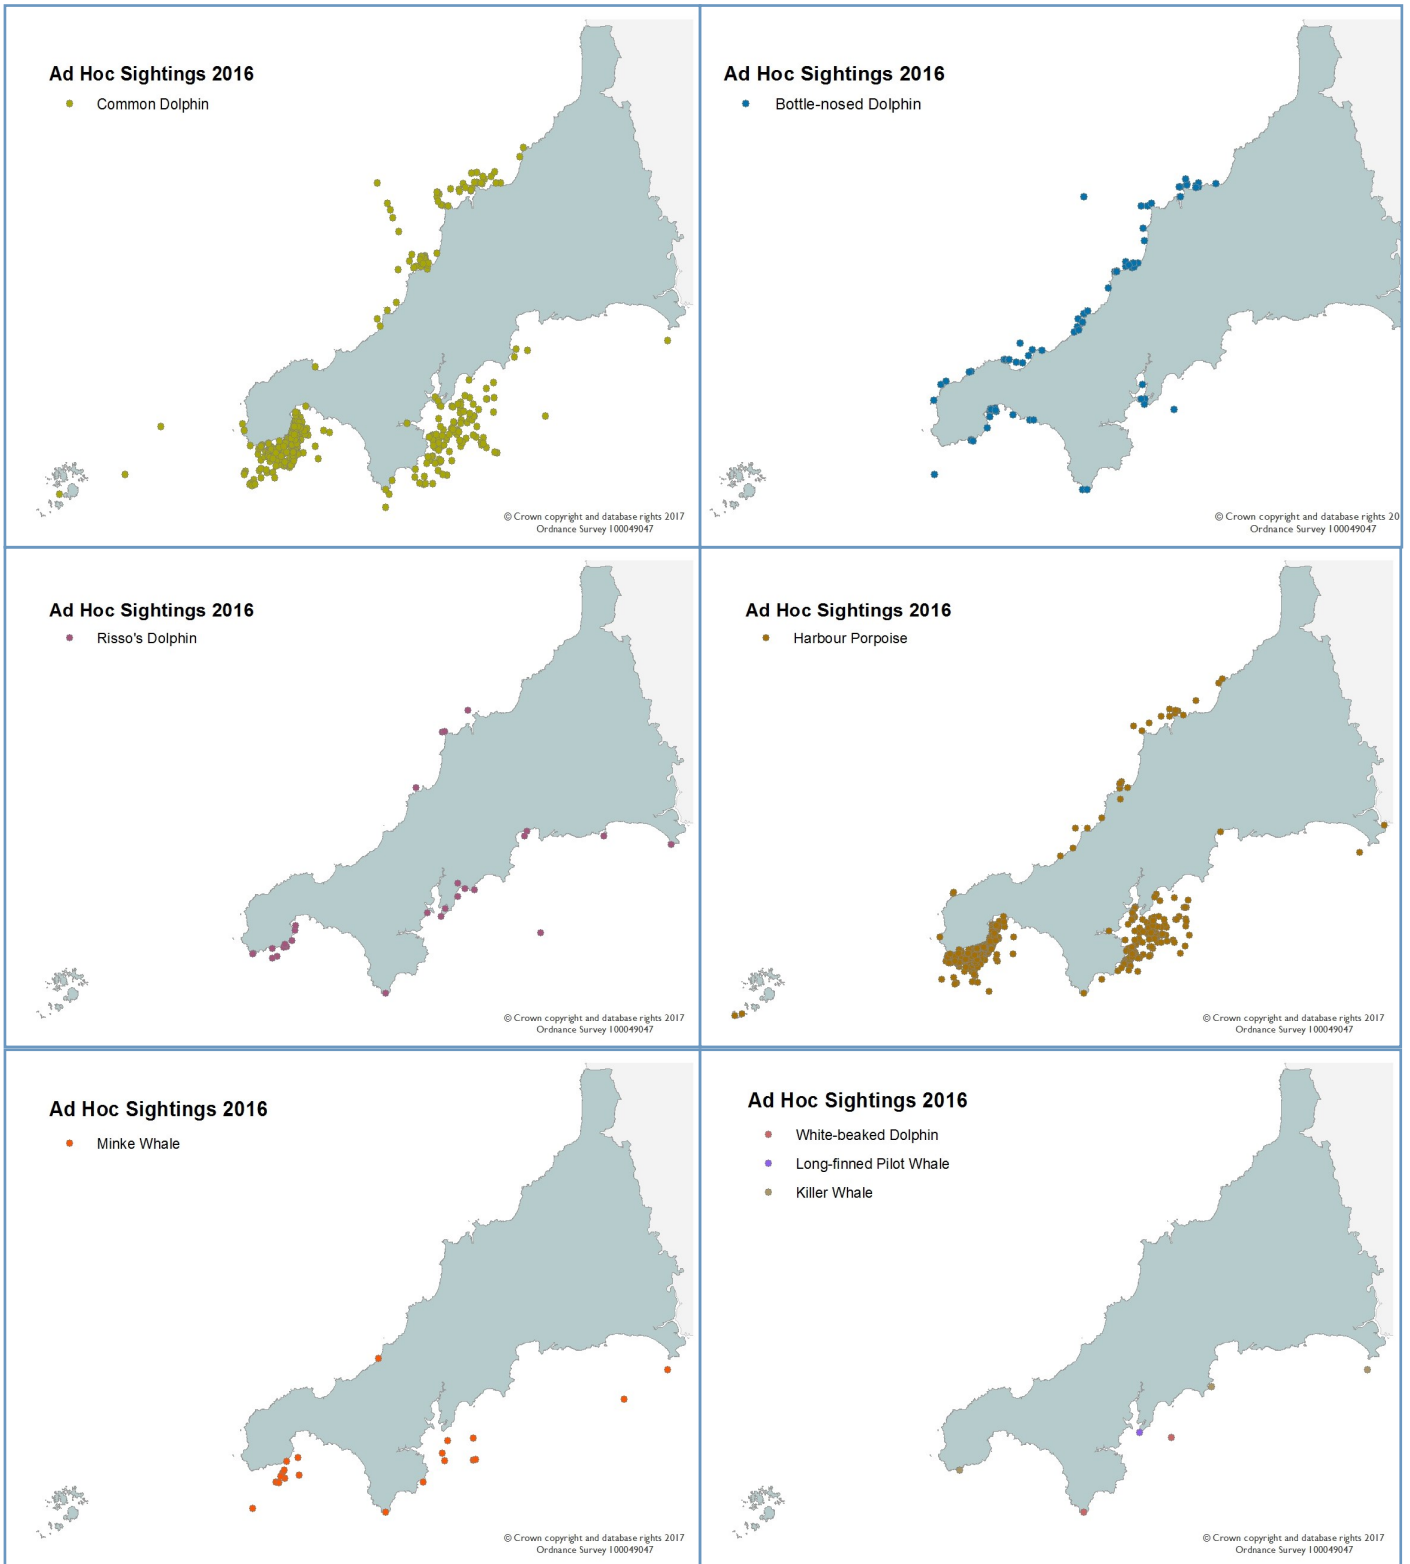 Ad Hoc Sightings 2016
Common Dolphin
© Crown copyright and database rights 2017
Ordnance Survey 100049047
Ad Hoc Sightings 2016
Bottle-nosed Dolphin
© Crown copyright and database rights 20
Ordnance Survey 100049047
Ad Hoc Sightings 2016
Risso's Dolphin
© Crown copyright and database rights 2017
Ordnance Survey 100049047
Ad Hoc Sightings 2016
Harbour Porpoise
© Crown copyright and database rights 2017
Ordnance Survey 100049047
Ad Hoc Sightings 2016
Minke Whale
© Crown copyright and database rights 2017
Ordnance Survey 100049047
Ad Hoc Sightings 2016
White-beaked Dolphin
Long-finned Pilot Whale
Killer Whale
© Crown copyright and database rights 2017
Ordnance Survey 100049047